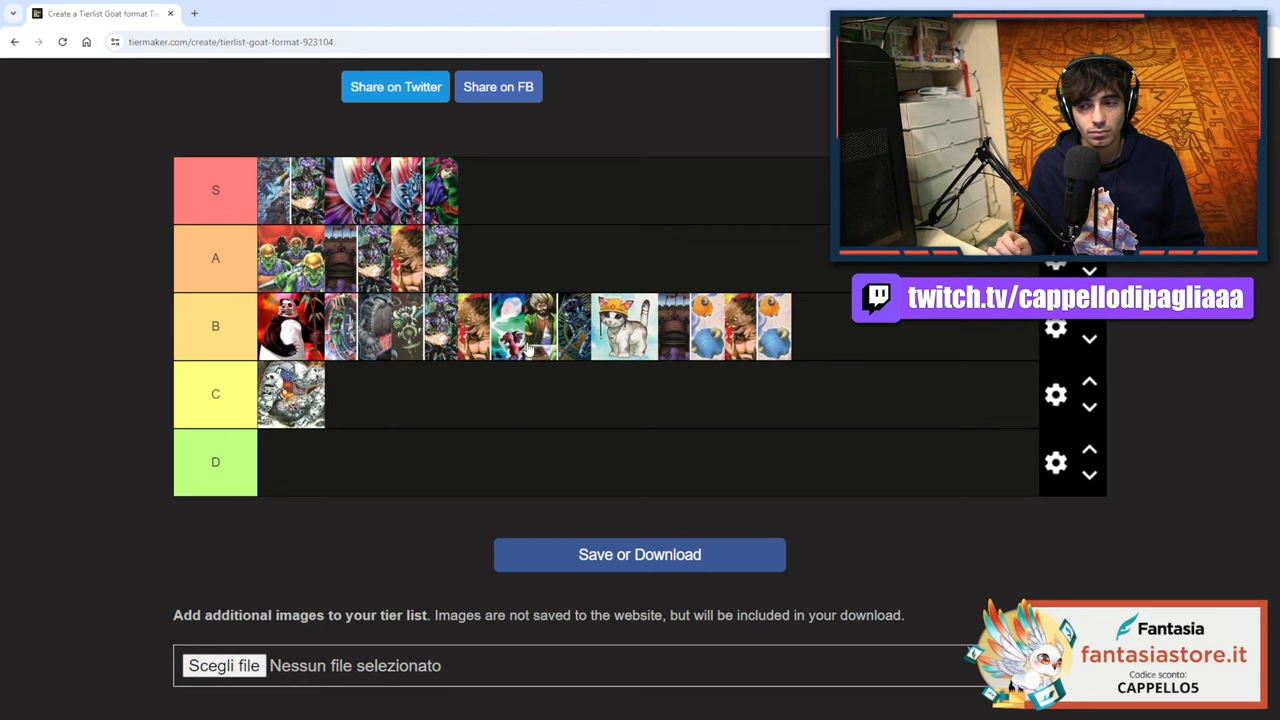 Create a Tierlist Goat format Tie
tiermaker.com/create/tierlist-goat-format-923104
Share on Twitter
Share on FB
S
A
B
C
D
twitch.tv/cappellodipagliaaa
Save or Download
Add additional images to your tier list. Images are not saved to the website, but will be included in your download.
Scegli file Nessun file selezionato
Fantasia
fantasiastore.it
Codice sconto:
CAPPELLO5